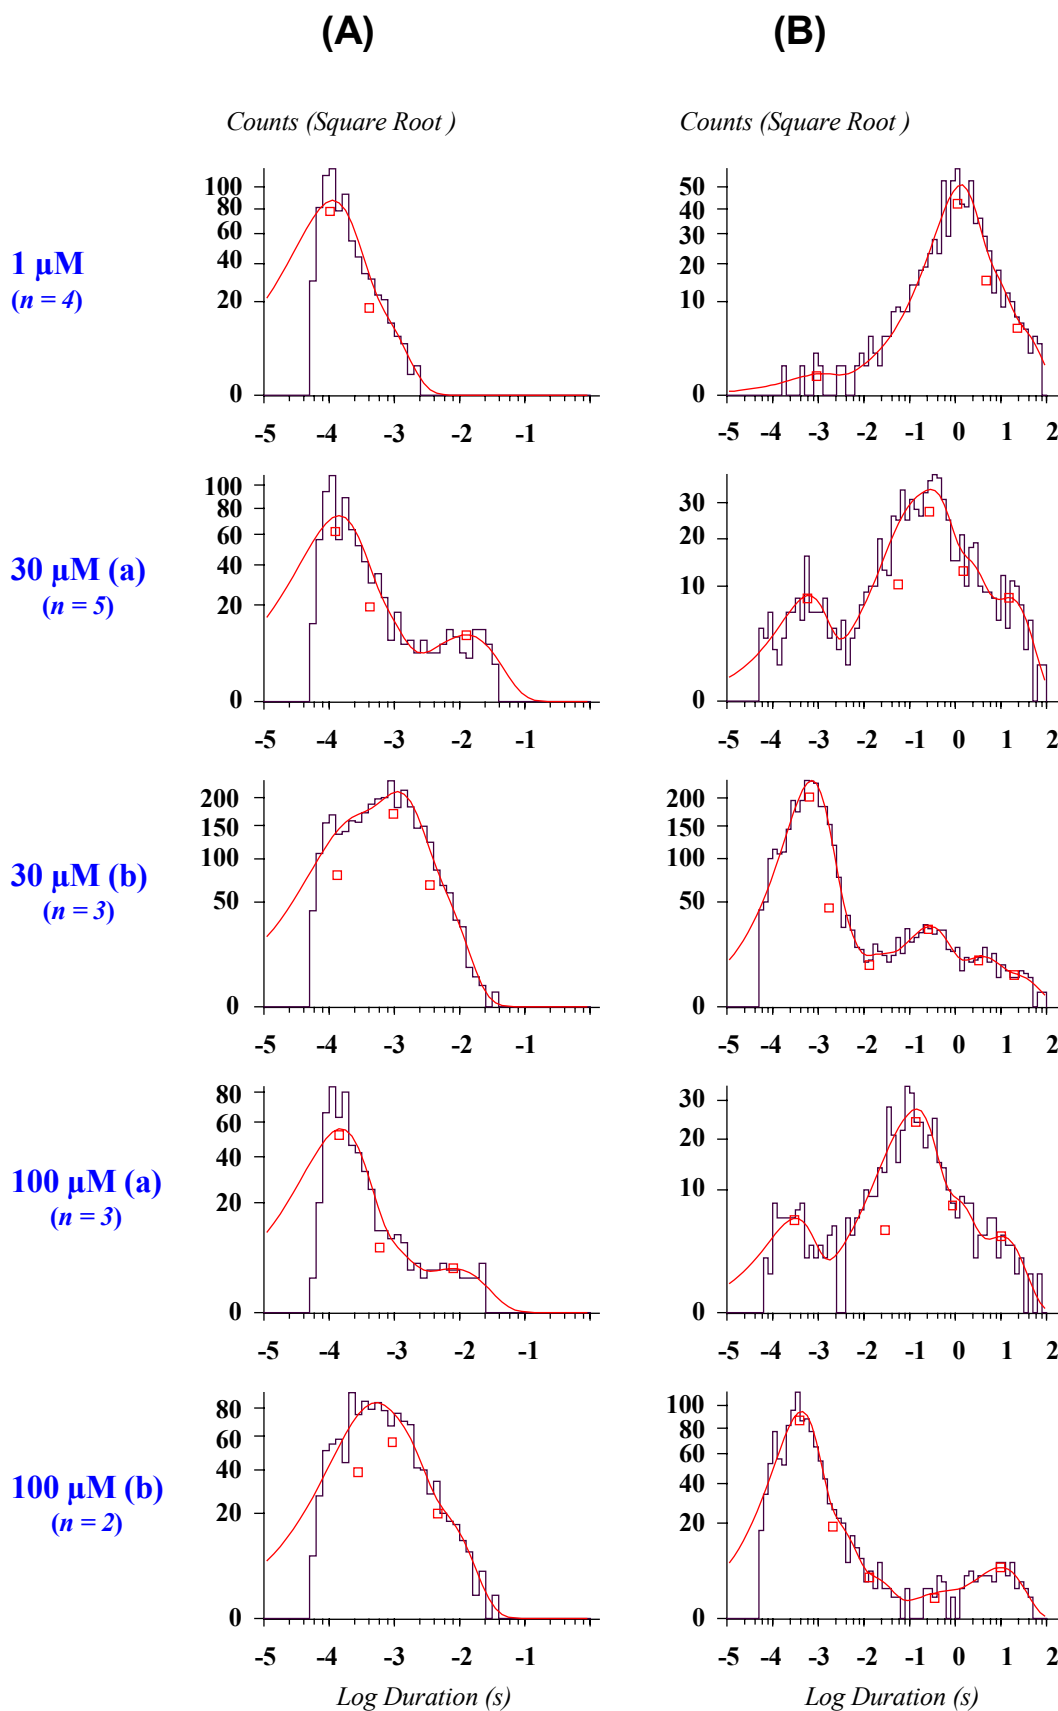 (A) (B)
Counts (Square Root ) Counts (Square Root )
1 µM
(n = 4)
100
80
60
40
20
0
-5 -4 -3 -2 -1
50
40
30
20
10
0
-5 -4 -3 -2 -1 0 1 2
30 µM (a)
(n = 5)
100
80
60
40
20
0
-5 -4 -3 -2 -1
30
20
10
0
-5 -4 -3 -2 -1 0 1 2
30 µM (b)
(n = 3)
200
150
100
50
0
-5 -4 -3 -2 -1
200
150
100
50
0
-5 -4 -3 -2 -1 0 1 2
100 µM (a)
(n = 3)
80
60
40
20
0
-5 -4 -3 -2 -1
30
20
10
0
-5 -4 -3 -2 -1 0 1 2
100 µM (b)
(n = 2)
80
60
40
20
0
-5 -4 -3 -2 -1
100
80
60
40
20
0
-5 -4 -3 -2 -1 0 1 2
Log Duration (s) Log Duration (s)